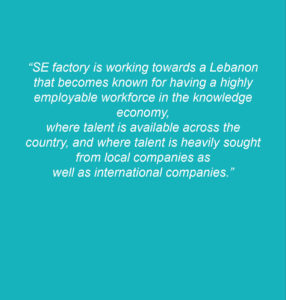 “SE factory is working towards a Lebanon
that becomes known for having a highly
employable workforce in the knowledge
economy,
where talent is available across the
country, and where talent is heavily sought
from local companies as
well as international companies.”